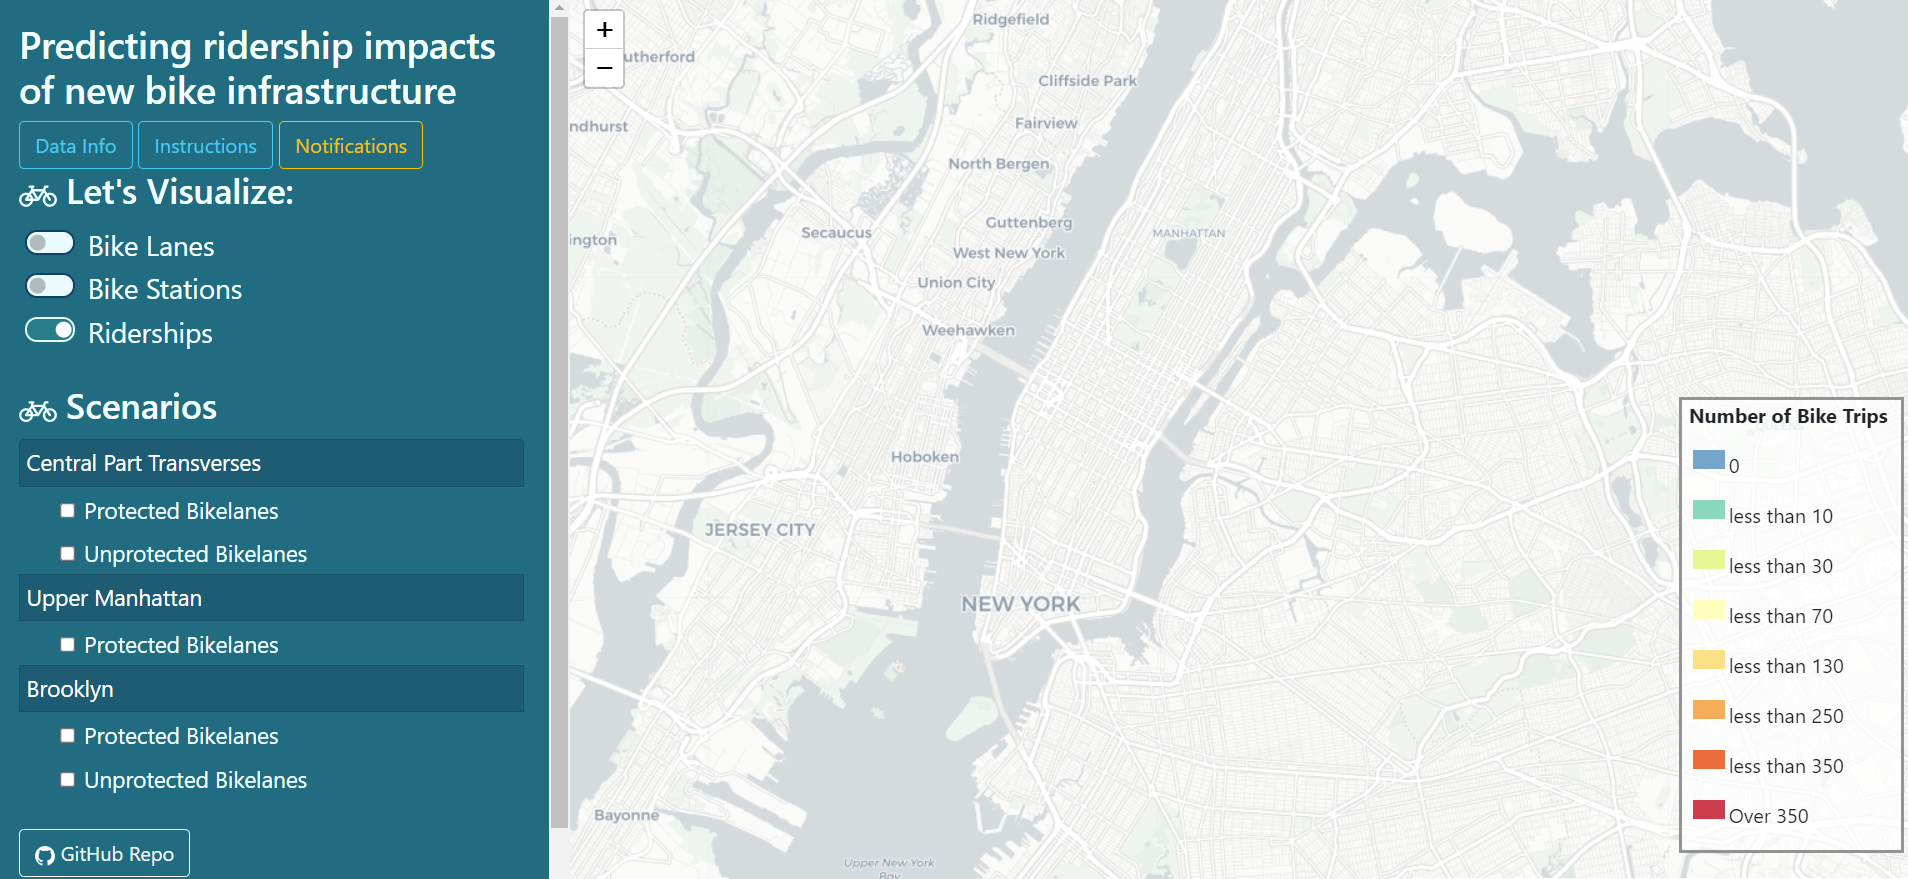 Predicting ridership impacts
of new bike infrastructure
Data Info
Instructions
Notifications
Let's Visualize:
Bike Lanes
Bike Stations
Riderships
Scenarios
Central Part Transverses
Protected Bikelanes
Unprotected Bikelanes
Upper Manhattan
Protected Bikelanes
Brooklyn
Protected Bikelanes
Unprotected Bikelanes
GitHub Repo
+
−
Ridgefield
utherford
Cliffside Park
ndhurst
Fairview
North Bergen
Guttenberg
Secaucus
MANHATTAN
ington
West New York
Union City
Weehawken
Hoboken
JERSEY CITY
NEW YORK
Bayonne
Upper New York
Bay
Number of Bike Trips
0
less than 10
less than 30
less than 70
less than 130
less than 250
less than 350
Over 350